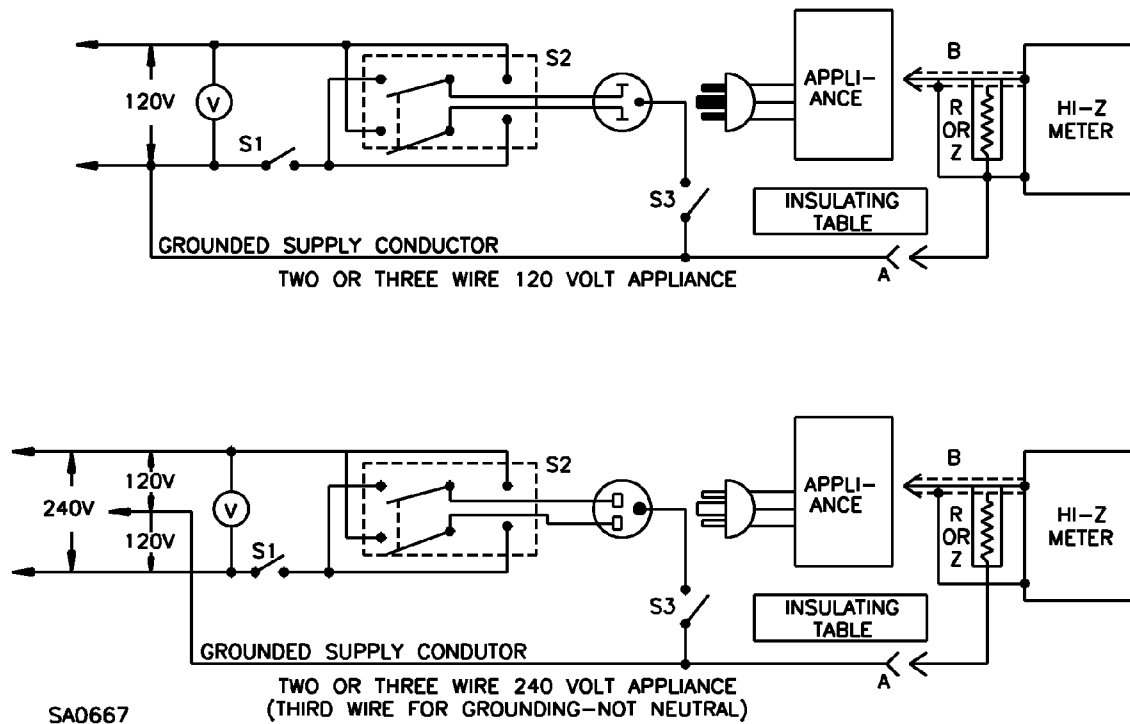 S2
B
120V
V
S1
APPLI-
ANCE
R
OR
Z
HI-Z
METER
S3
INSULATING
TABLE
GROUNDED SUPPLY CONDUCTOR
A
TWO OR THREE WIRE 120 VOLT APPLIANCE
S2
B
120V
240V
120V
V
S1
APPLI-
ANCE
R
OR
Z
HI-Z
METER
S3
INSULATING
TABLE
GROUNDED SUPPLY CONDUTOR
A
TWO OR THREE WIRE 240 VOLT APPLIANCE
(THIRD WIRE FOR GROUNDING-NOT NEUTRAL)
SA0667